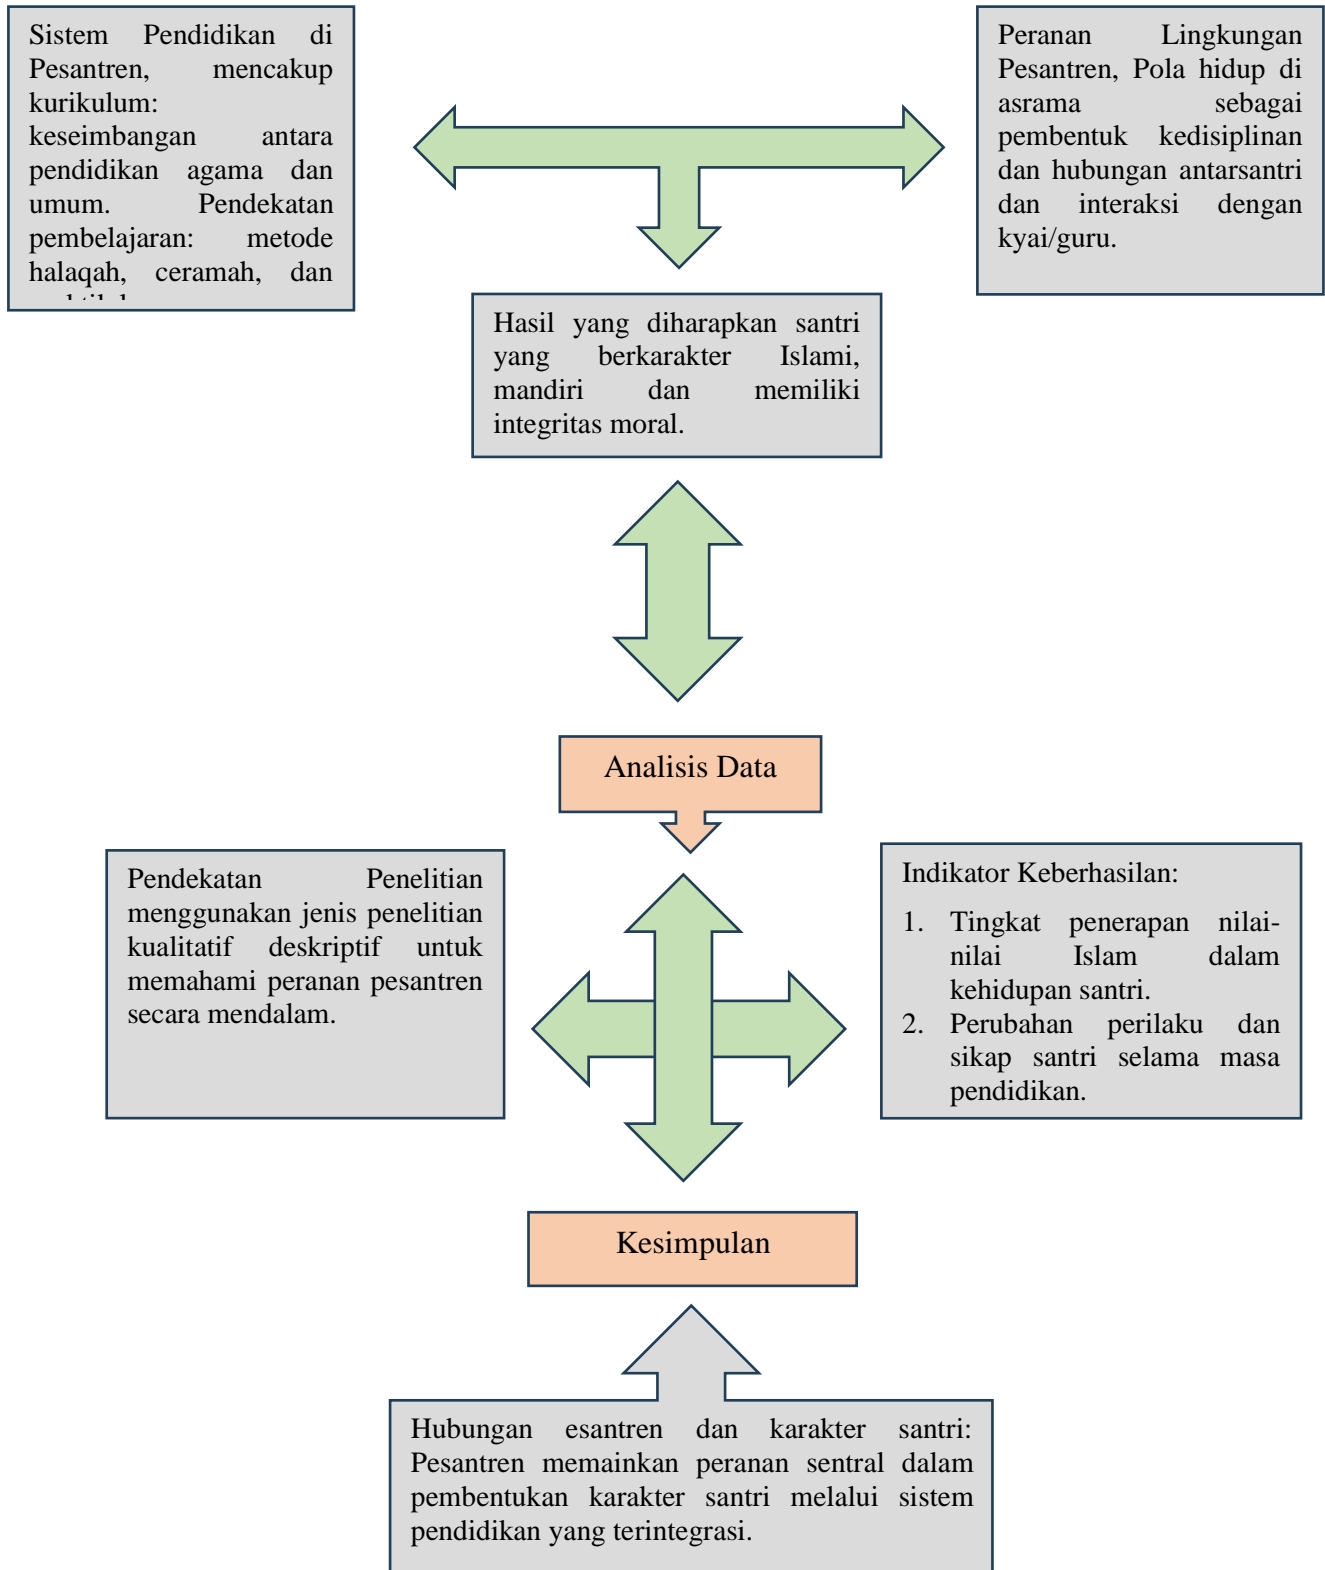 Sistem Pendidikan di
Pesantren, mencakup
kurikulum:
keseimbangan antara
pendidikan agama dan
umum. Pendekatan
pembelajaran: metode
halaqah, ceramah, dan
Peranan Lingkungan
Pesantren, Pola hidup di
asrama sebagai
pembentuk kedisiplinan
dan hubungan antarsantri
dan interaksi dengan
kyai/guru.
Hasil yang diharapkan santri
yang berkarakter Islami,
mandiri dan memiliki
integritas moral.
Analisis Data
Pendekatan Penelitian
menggunakan jenis penelitian
kualitatif deskriptif untuk
memahami peranan pesantren
secara mendalam.
Indikator Keberhasilan:
1. Tingkat penerapan nilai-
nilai Islam dalam
kehidupan santri.
2. Perubahan perilaku dan
sikap santri selama masa
pendidikan.
Kesimpulan
Hubungan esantren dan karakter santri:
Pesantren memainkan peranan sentral dalam
pembentukan karakter santri melalui sistem
pendidikan yang terintegrasi.